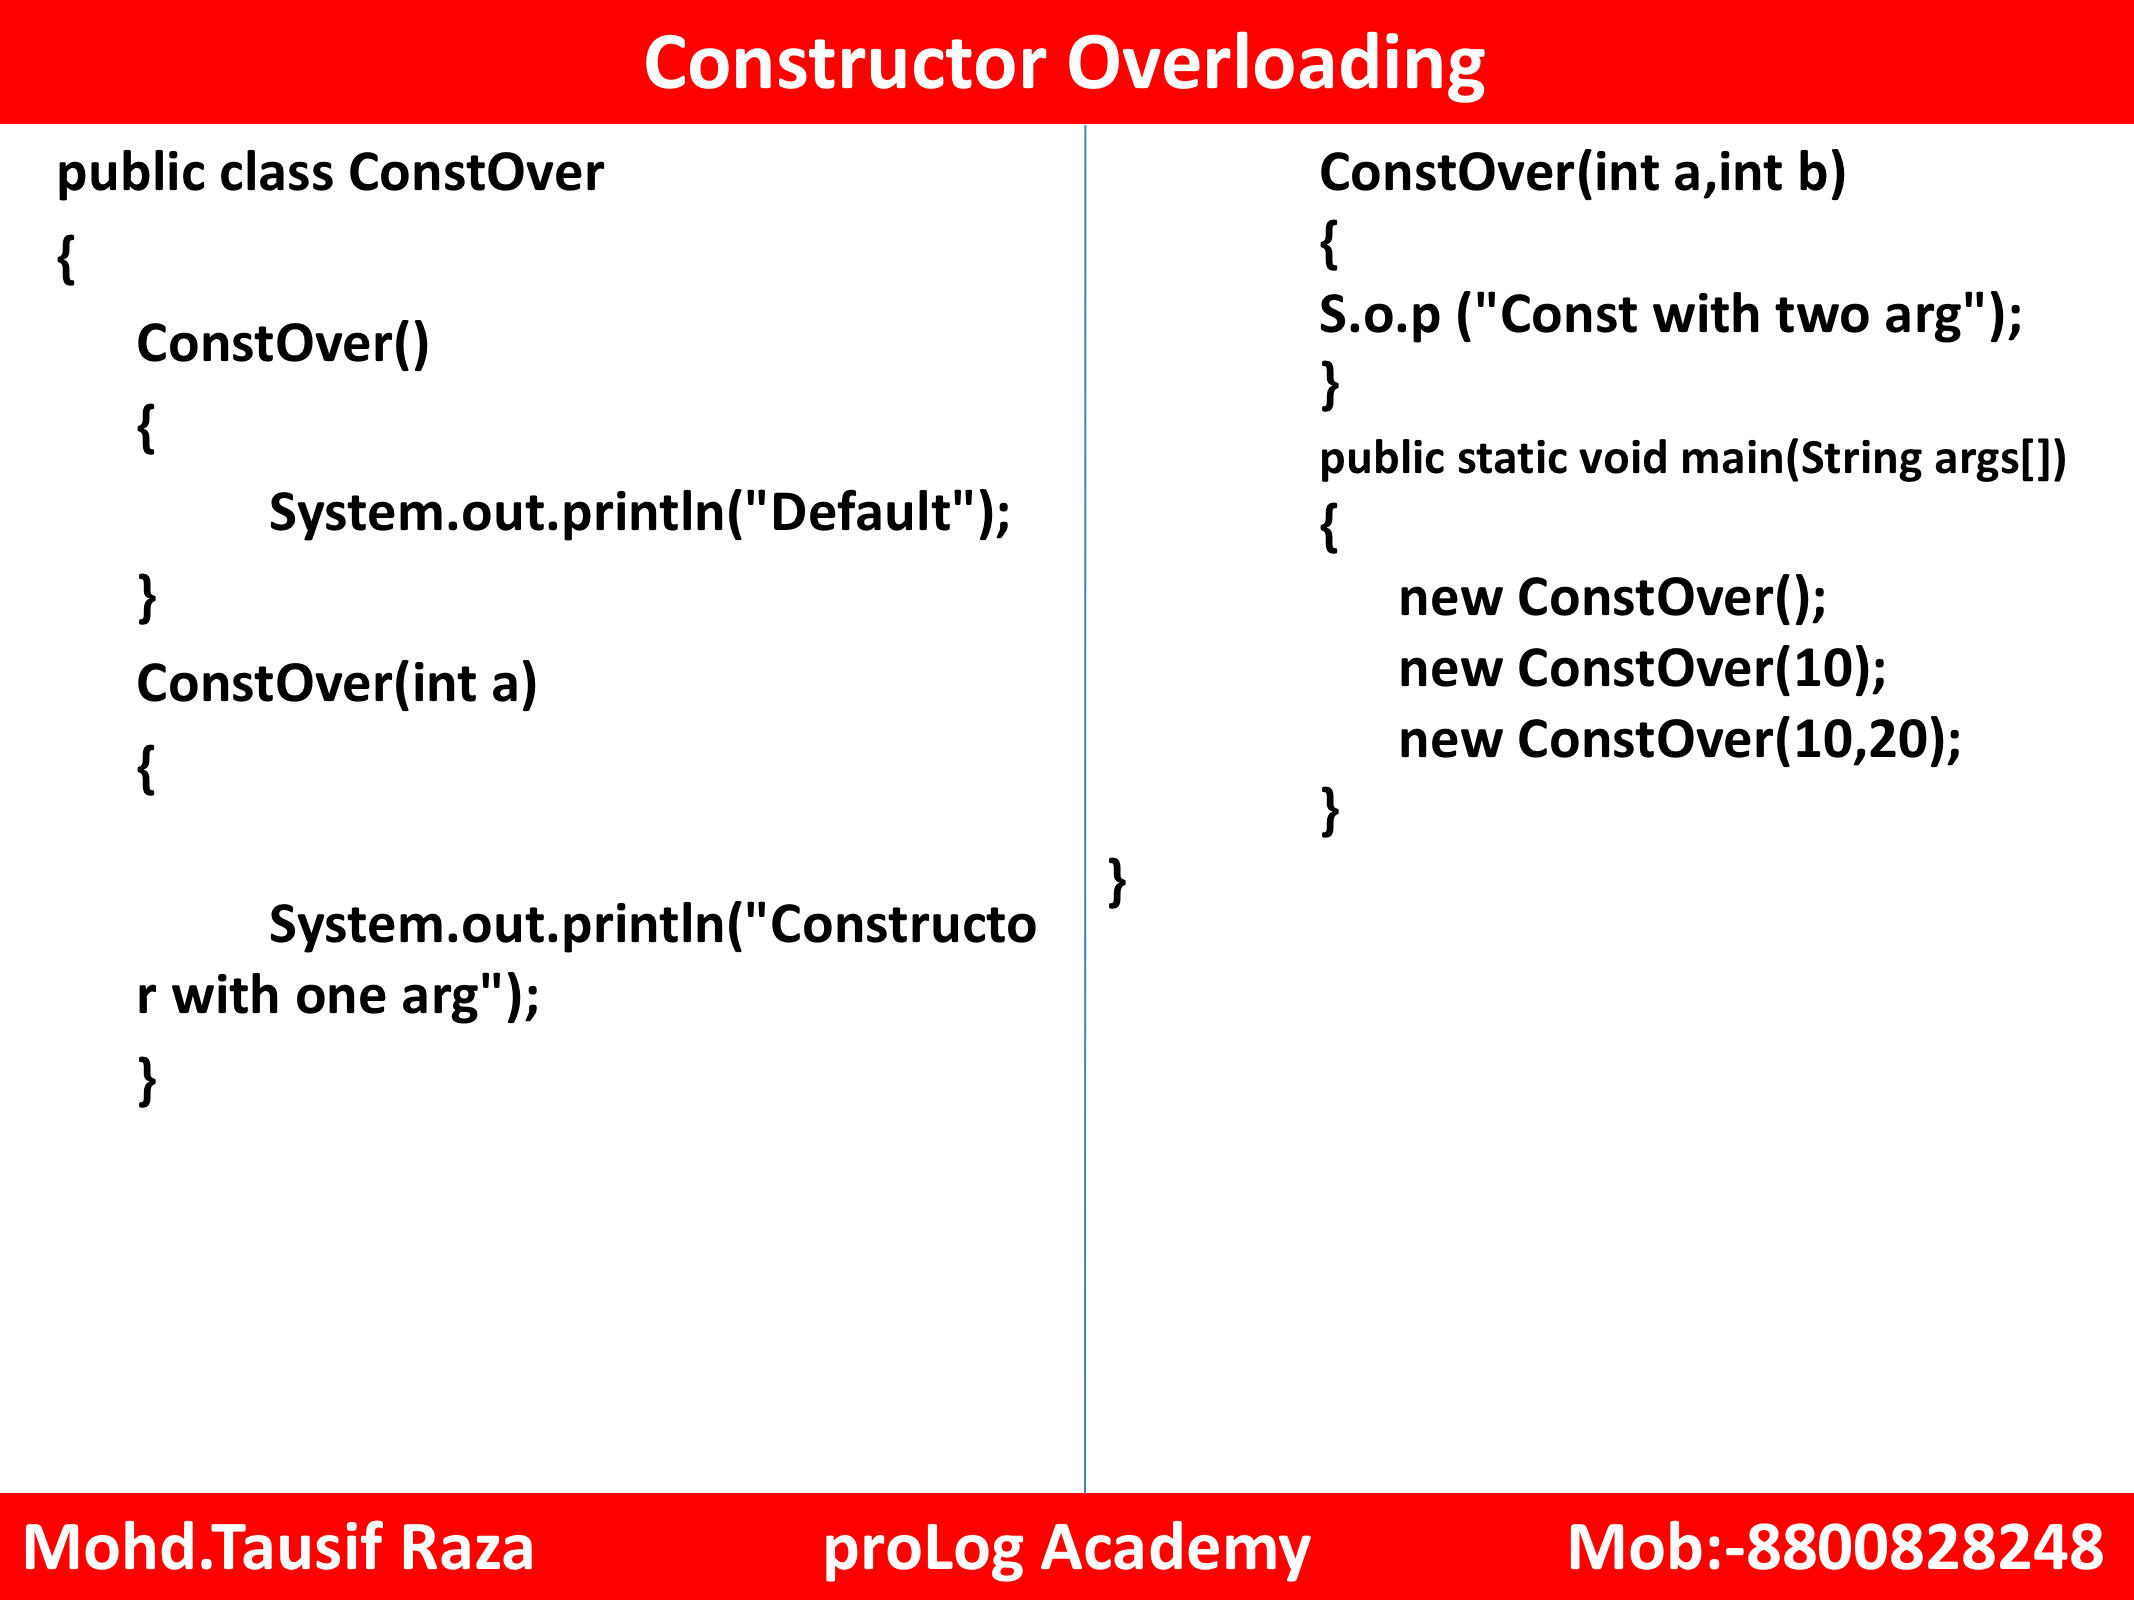 Constructor Overloading
public class ConstOver
{
ConstOver()
{
System.out.println("Default");
}
ConstOver(int a)
{
System.out.println("Constructo
r with one arg");
}
ConstOver(int a,int b)
{
S.o.p ("Const with two arg");
}
public static void main(String args[])
{
new ConstOver();
new ConstOver(10);
new ConstOver(10,20);
}
}
Mohd.Tausif Raza proLog Academy Mob:-8800828248